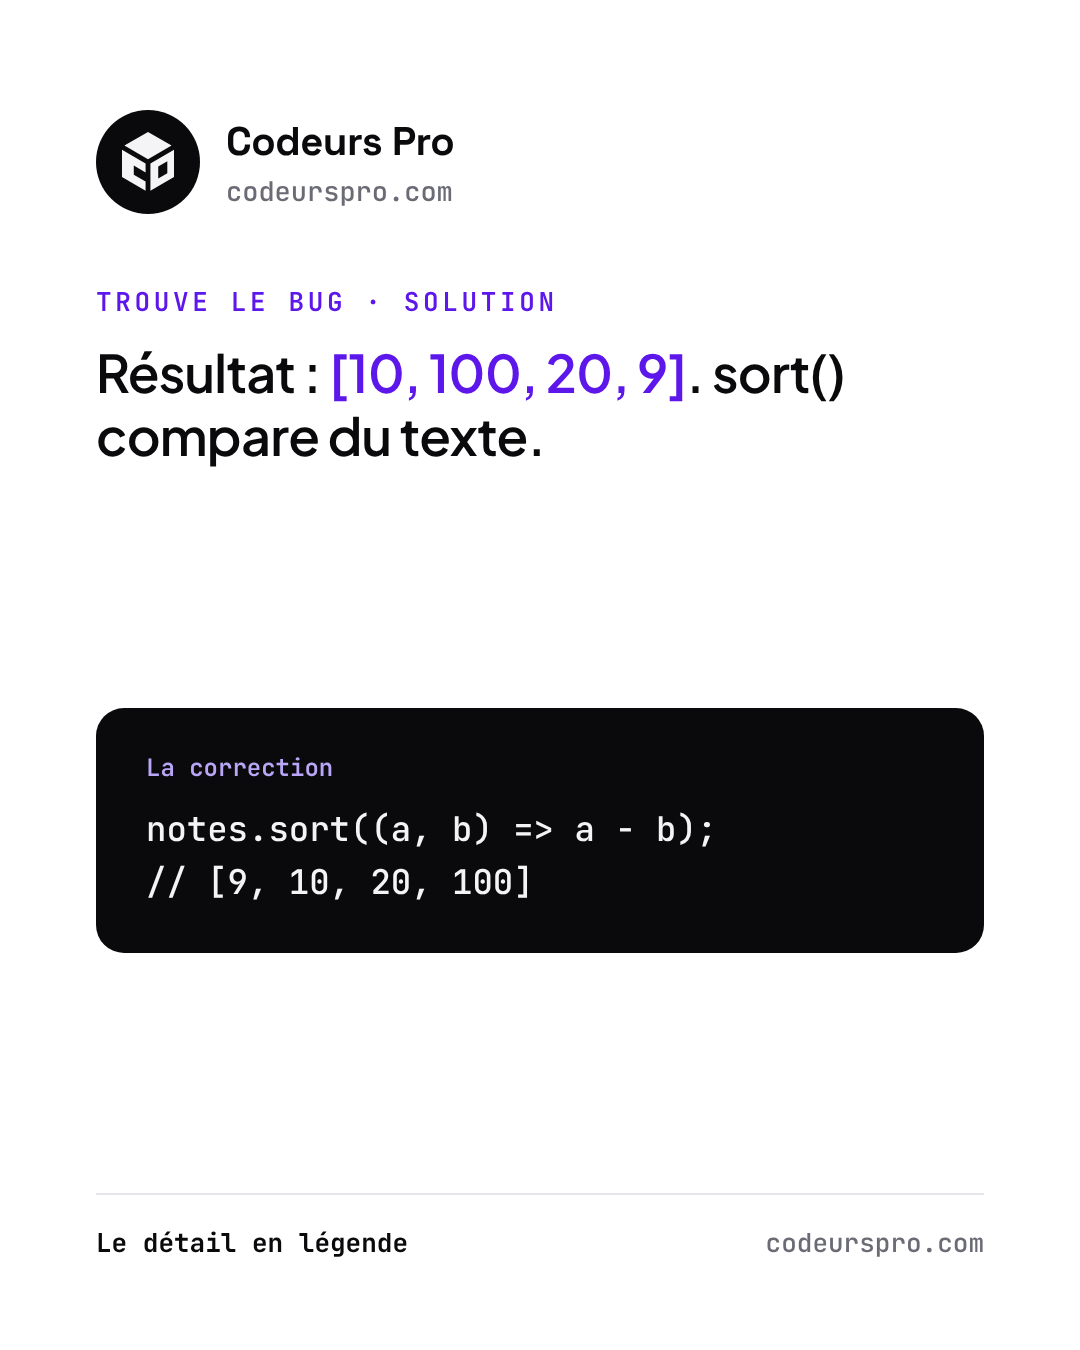 Codeurs Pro
codeurspro.com
TROUVE LE BUG · SOLUTION
Résultat : [10, 100, 20, 9]. sort()
compare du texte.
La correction
notes.sort((a, b) => a - b);
// [9, 10, 20, 100]
Le détail en légende
codeurspro.com